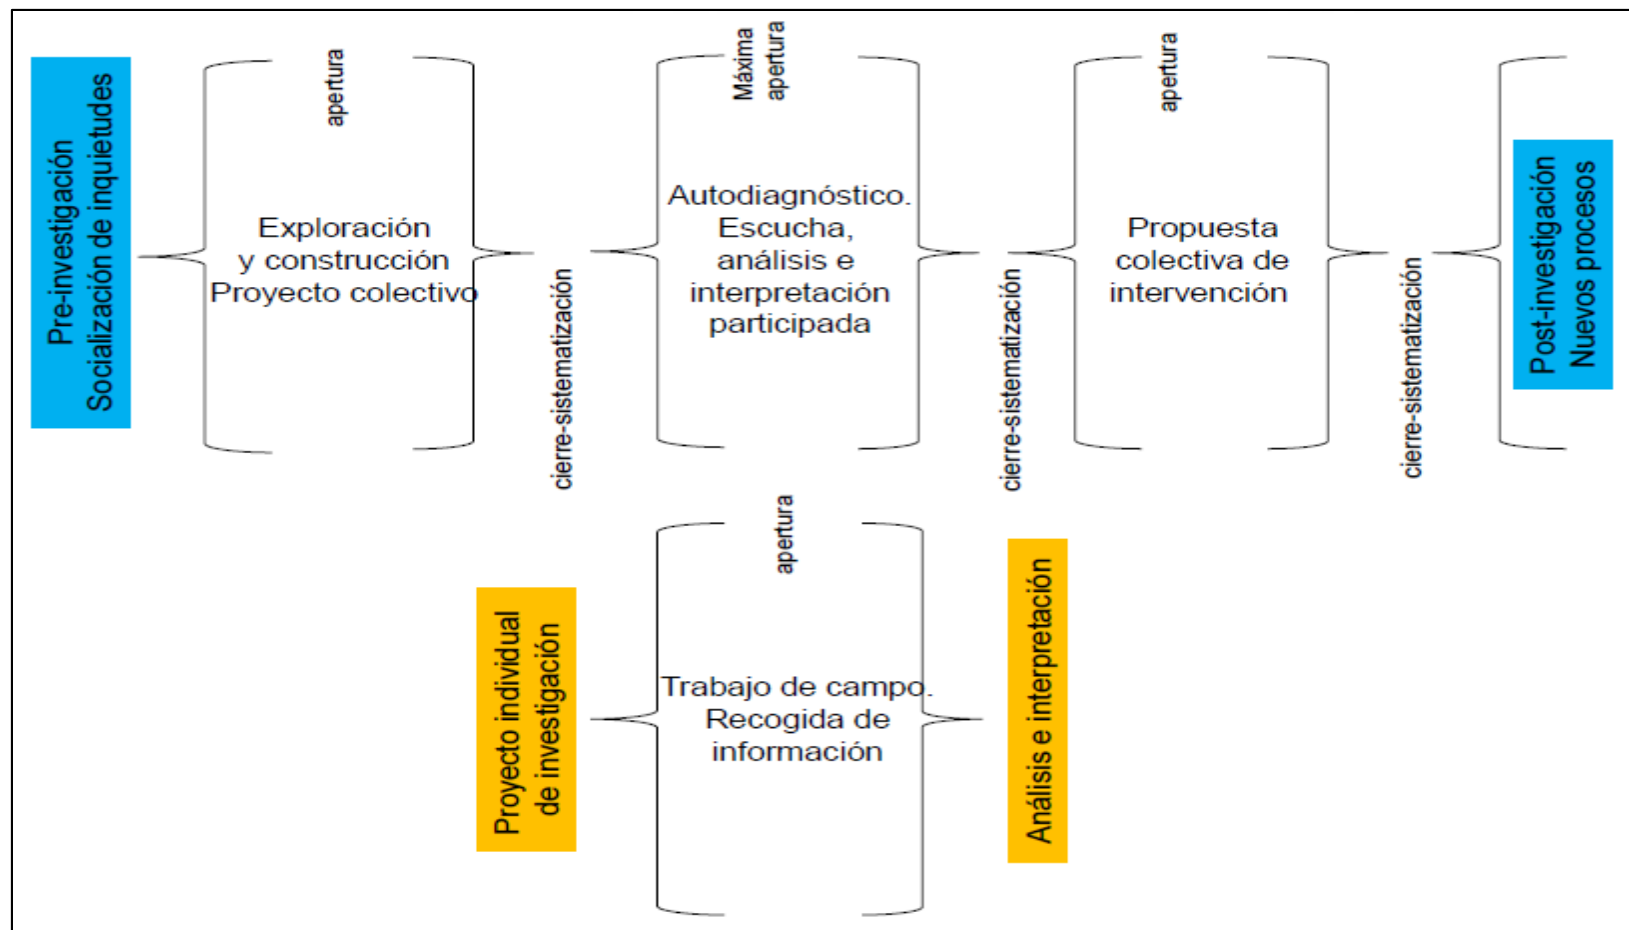 Pre-investigación
Socialización de inquietudes
apertura
Exploración
y construcción
Proyecto colectivo
cierre-sistematización
Máxima
apertura
Autodiagnóstico.
Escucha,
análisis e
interpretación
participada
cierre-sistematización
apertura
Propuesta
colectiva de
intervención
cierre-sistematización
Post-investigación
Nuevos procesos
Proyecto individual
de investigación
apertura
Trabajo de campo.
Recogida de
información
Análisis e interpretación